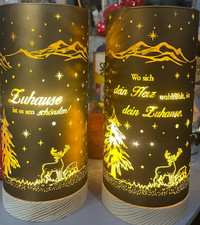 Zuhause
ist es am schönsten!
Wo sich
dein Herz wohlfühlt, ist
dein Zuhause.